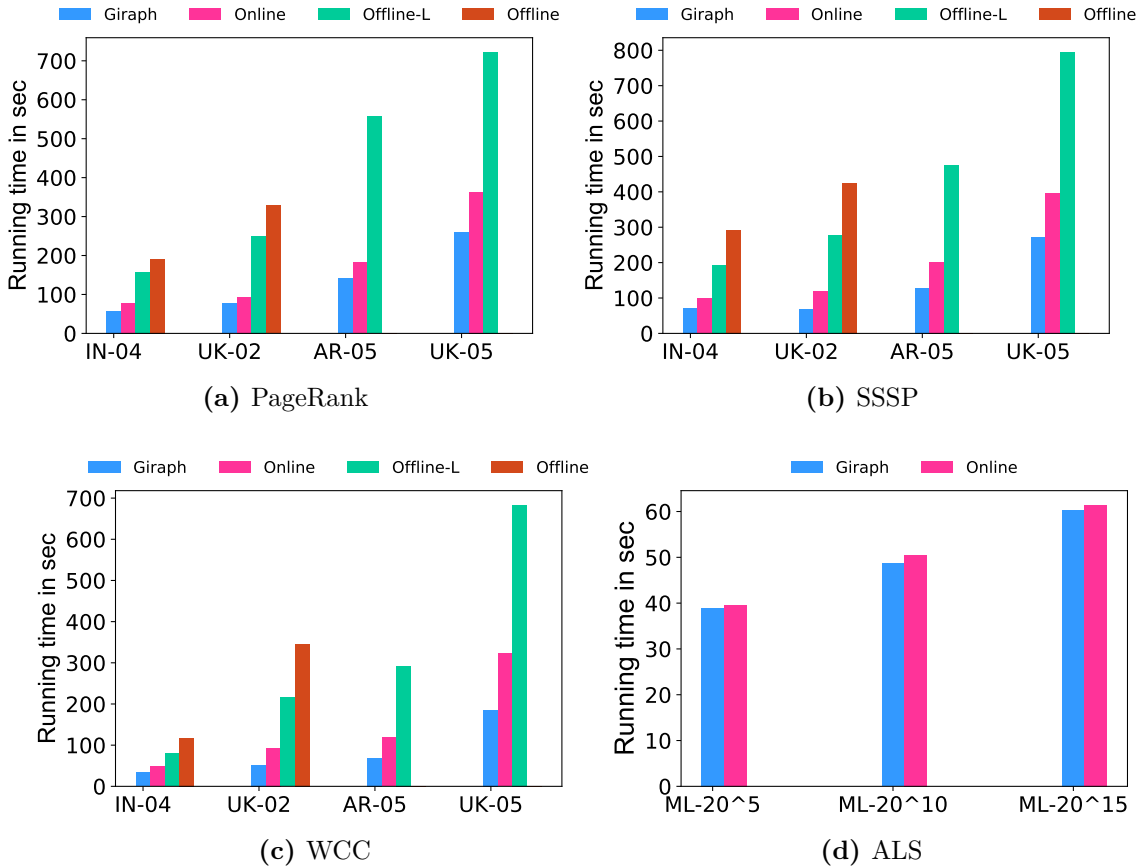 Giraph Online Offline-L Offline
Running time in sec
700
600
500
400
300
200
100
0
IN-04 UK-02 AR-05 UK-05
(a) PageRank
Giraph Online Offline-L Offline
Running time in sec
800
700
600
500
400
300
200
100
0
IN-04 UK-02 AR-05 UK-05
(b) SSSP
Giraph Online Offline-L Offline
Running time in sec
700
600
500
400
300
200
100
0
IN-04 UK-02 AR-05 UK-05
(c) WCC
Giraph Online
Running time in sec
60
50
40
30
20
10
0
ML-20^5 ML-20^10 ML-20^15
(d) ALS